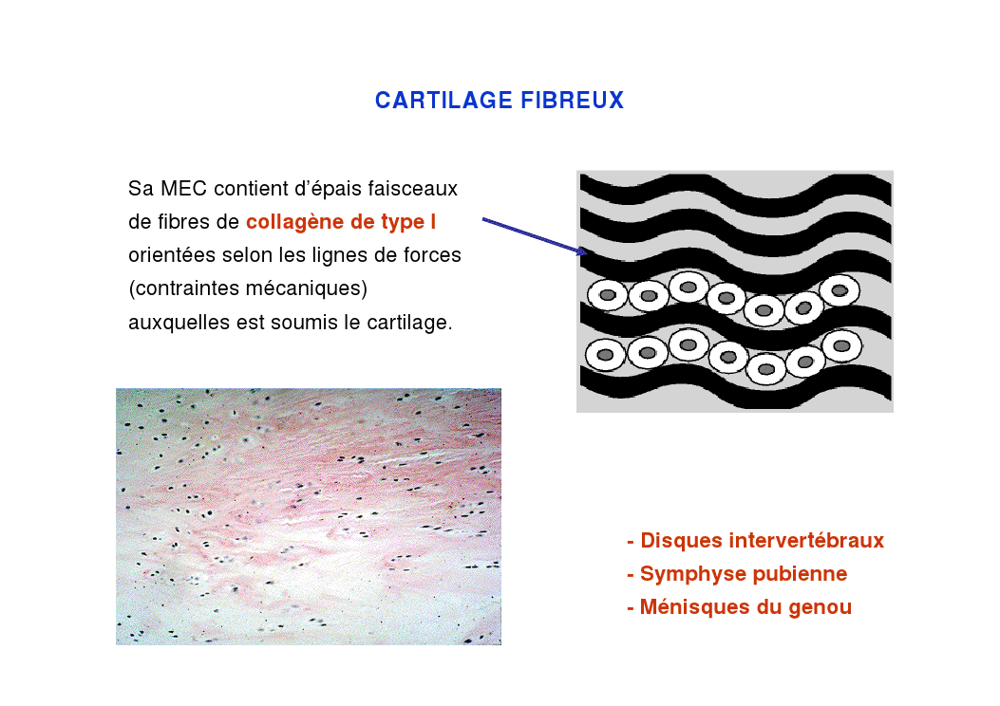 CARTILAGE FIBREUX
Sa MEC contient d’épais faisceaux
de fibres de collagène de type I
orientées selon les lignes de forces
(contraintes mécaniques)
auxquelles est soumis le cartilage.
- Disques intervertébraux
- Symphyse pubienne
- Ménisques du genou